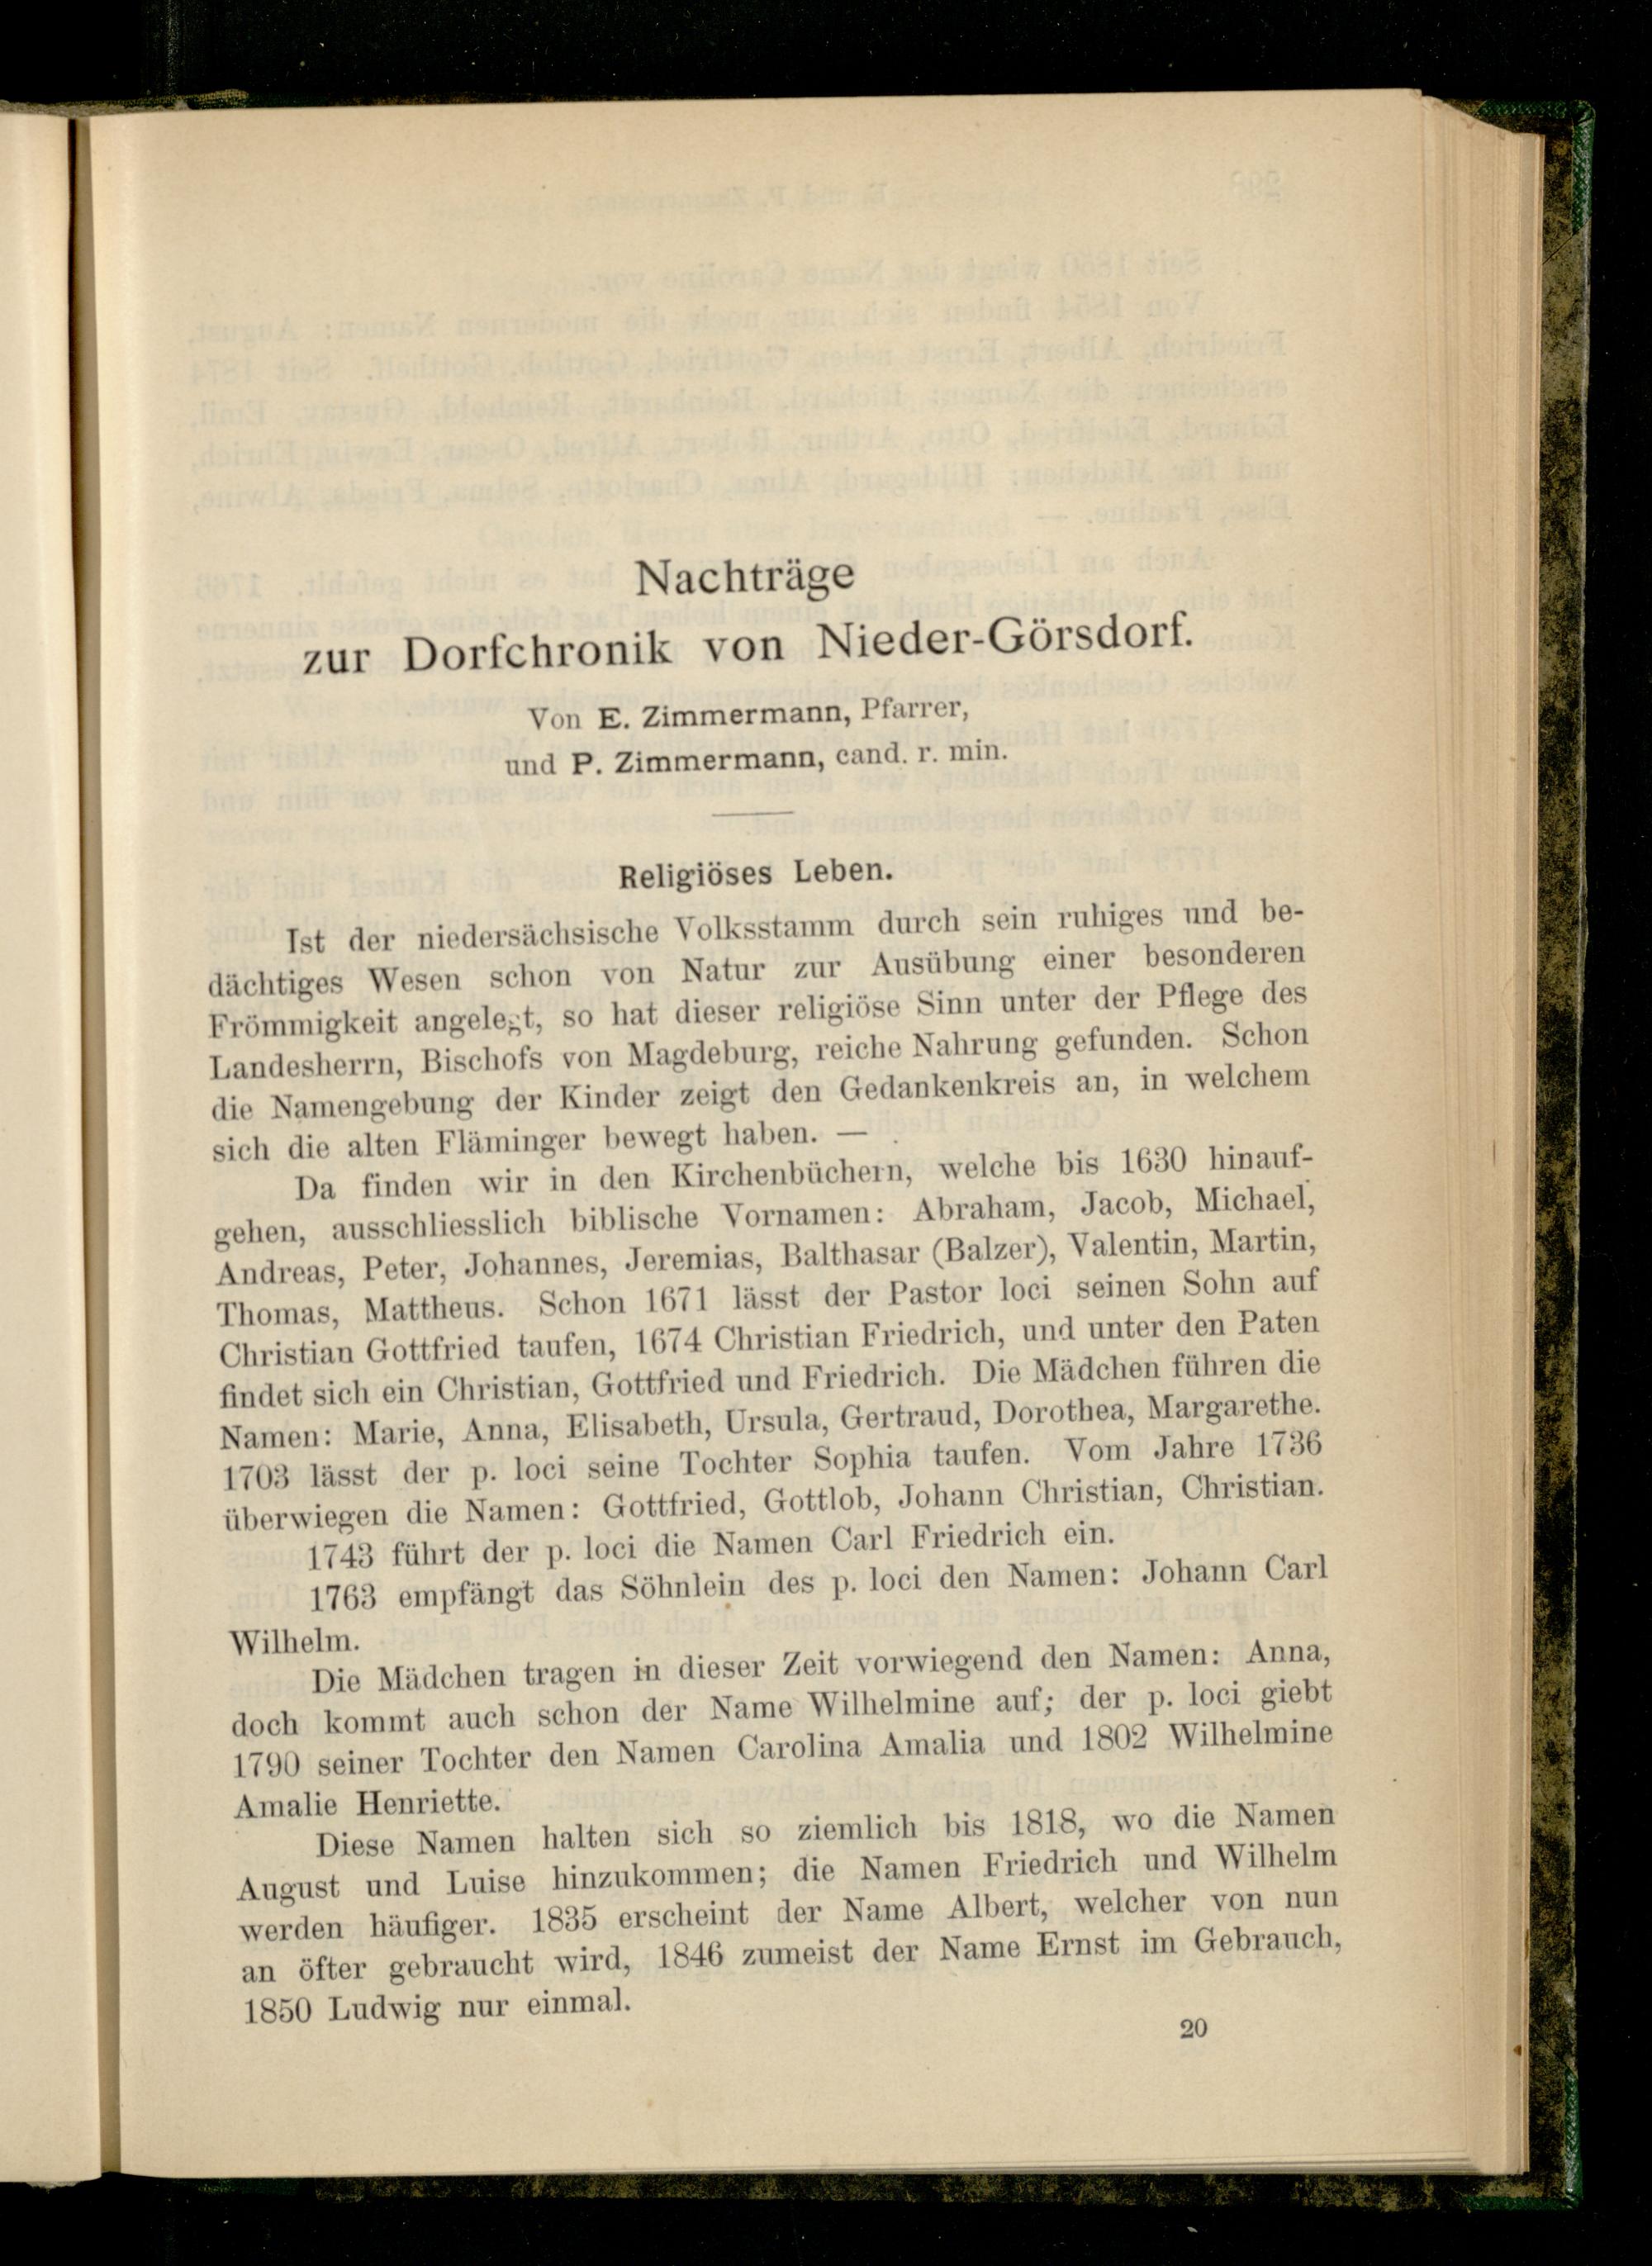 Nachträge
zur Dorfchronik von Nieder-Görsdorf.
Von E. Zimmermann, Pfarrer,
und P. Zimmermann, cand. r. min.
Religiöses Leben.
Ist der niedersächsische Volksstamm durch sein ruhiges und be-
dächtiges Wesen schon von Natur zur Ausübung einer besonderen
Frömmigkeit angelegt, so hat dieser religiöse Sinn unter der Pflege des
Landesherrn, Bischofs von Magdeburg, reiche Nahrung gefunden. Schon
die Namengebung der Kinder zeigt den Gedankenkreis an, in welchem
sich die alten Fläminger bewegt haben. —
Da finden wir in den Kirchenbüchern, welche bis 1630 hinauf-
gehen, ausschliesslich biblische Vornamen: Abraham, Jacob, Michael,
Andreas, Peter, Johannes, Jeremias, Balthasar (Balzer), Valentin, Martin,
Thomas, Mattheus. Schon 1671 lässt der Pastor loci seinen Sohn auf
Christian Gottfried taufen, 1674 Christian Friedrich, und unter den Paten
findet sich ein Christian, Gottfried und Friedrich. Die Mädchen führen die
Namen: Marie, Anna, Elisabeth, Ursula, Gertraud, Dorothea, Margarethe.
1703 lässt der p. loci seine Tochter Sophia taufen. Vom Jahre 1736
überwiegen die Namen: Gottfried, Gottlob, Johann Christian, Christian.
1743 führt der p. loci die Namen Carl Friedrich ein.
1763 empfängt das Söhnlein des p. loci den Namen: Johann Carl
Wilhelm.
Die Mädchen tragen in dieser Zeit vorwiegend den Namen: Anna,
doch kommt auch schon der Name Wilhelmine auf; der p. loci giebt
1790 seiner Tochter den Namen Carolina Amalia und 1802 Wilhelmine
Amalie Henriette.
Diese Namen halten sich so ziemlich bis 1818, wo die Namen
August und Luise hinzukommen; die Namen Friedrich und Wilhelm
werden häufiger. 1835 erscheint der Name Albert, welcher von nun
an öfter gebraucht wird, 1846 zumeist der Name Ernst im Gebrauch,
1850 Ludwig nur einmal.
20